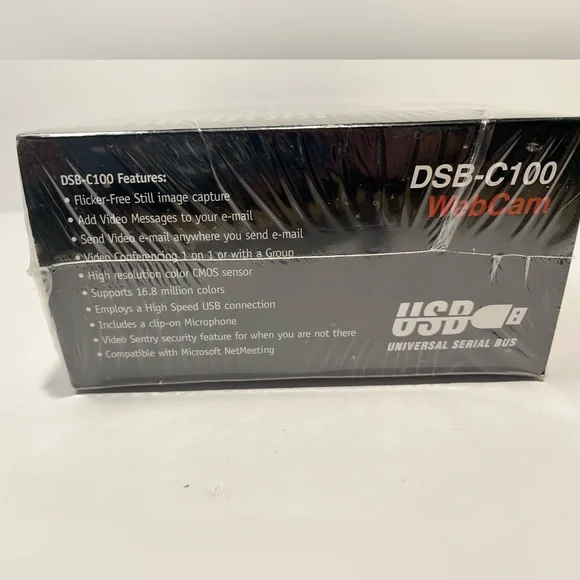 DSB-C100 Features:
• Flicker-Free Still image capture
• Add Video Messages to your e-mail
• Send Video e-mail anywhere you send e-mail
• Video Conferencing 1 on 1 or with a Group
• High resolution color CMOS sensor
• Supports 16.8 million colors
• Employs a High Speed USB connection
• Includes a clip-on Microphone
• Video Sentry security feature for when you are not there
• Compatible with Microsoft NetMeeting
DSB-C100
WebCam
USB
UNIVERSAL SERIAL BUS